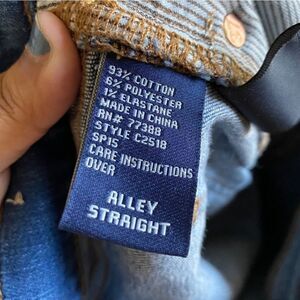 93% COTTON
6% POLYESTER
1% ELASTANE
MADE IN CHINA
RN# 77388
STYLE C2518
SP15
CARE INSTRUCTIONS
OVER
ALLEY
STRAIGHT